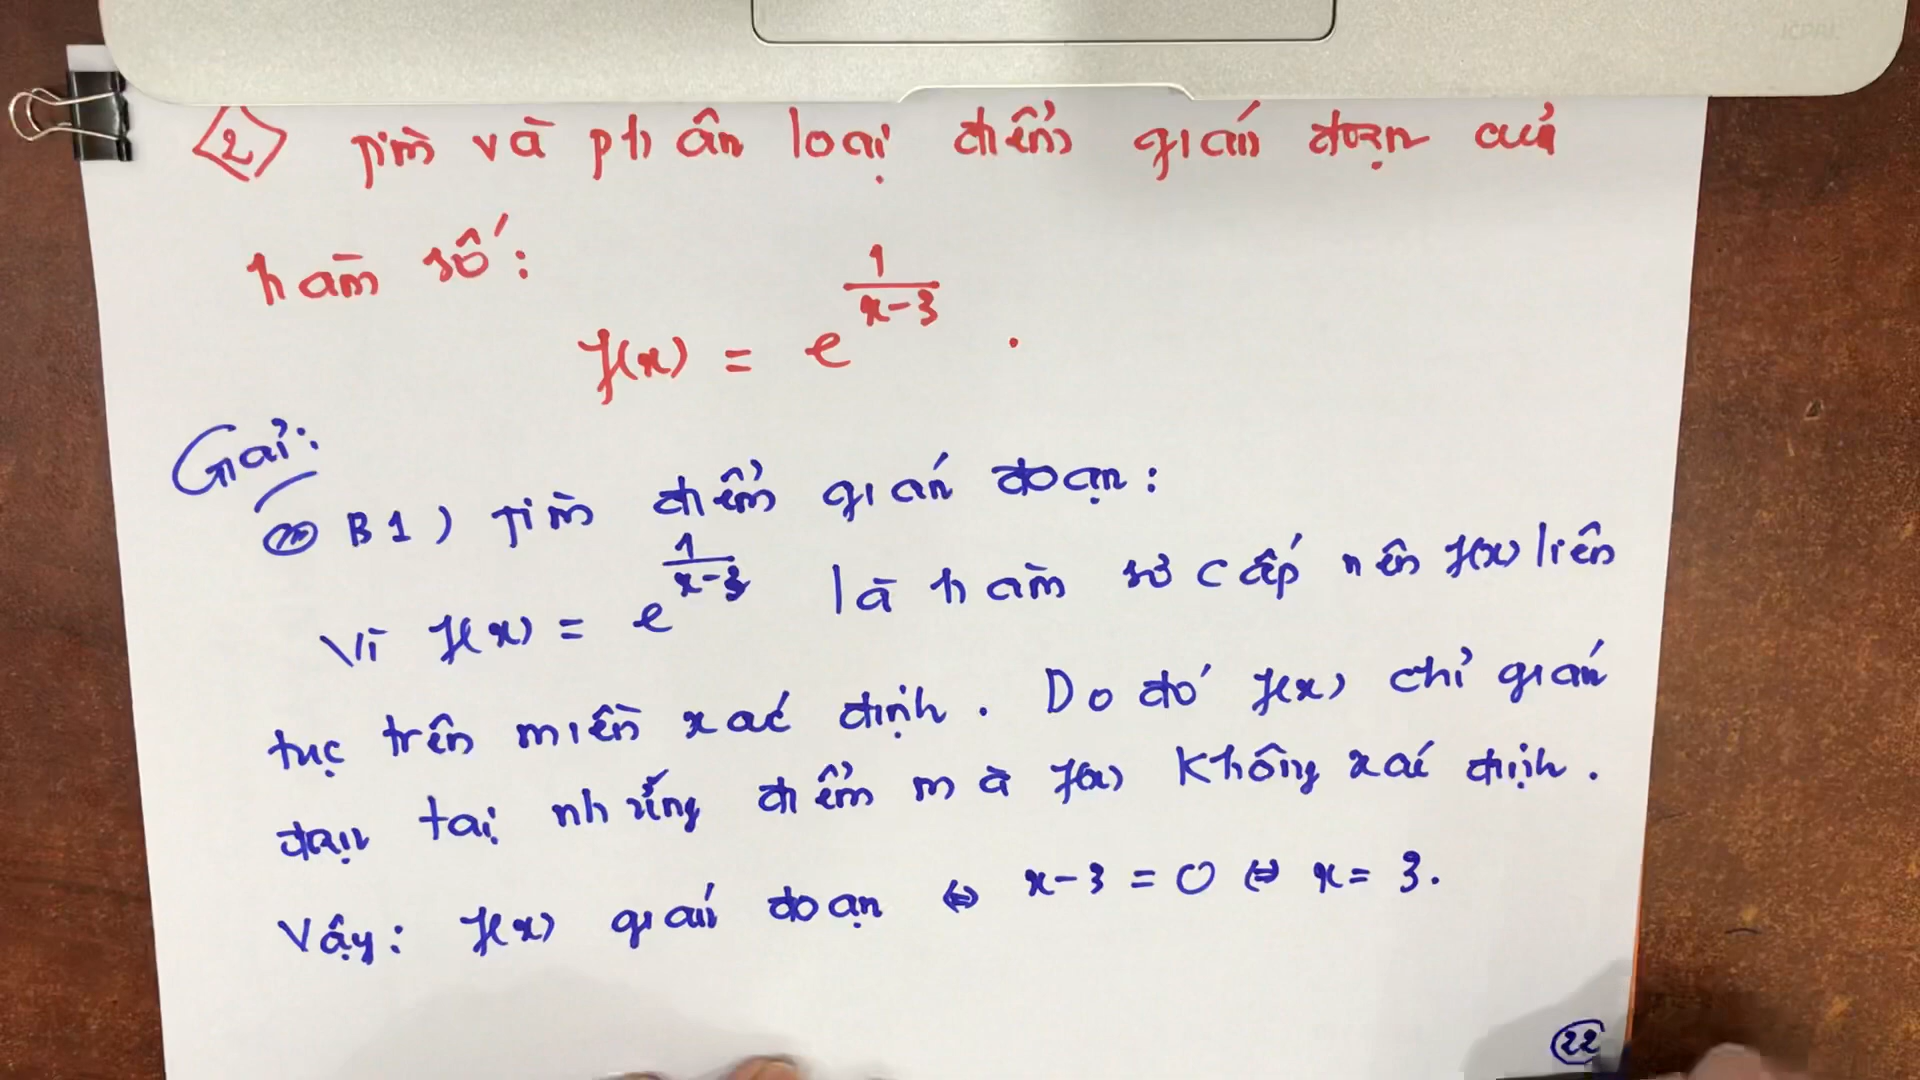 2 Tìm và phân loại điểm gián đoạn của
hàm số:
f(x) = e^{\frac{1}{x-3}} .
Giải:
B1) Tìm điểm gián đoạn:
Vì f(x) = e^{\frac{1}{x-3}} là hàm sơ cấp nên f(x) liên
tục trên miền xác định. Do đó f(x) chỉ gián
đoạn tại những điểm mà f(x) không xác định.
Vậy: f(x) gián đoạn ⇔ x-3 = 0 ⇔ x = 3.
22